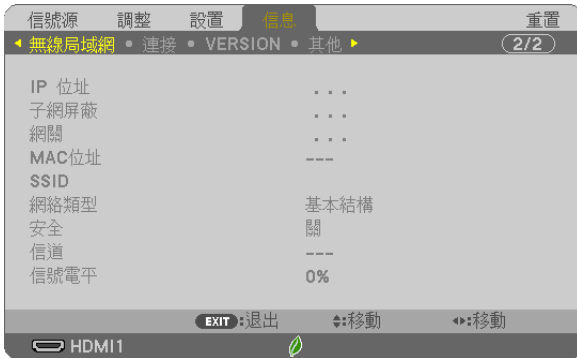 信號源 調整 設置 信息 重置
無線局域網 • 連接 • VERSION • 其他 2/2
IP 位址 . . .
子網屏蔽 . . .
網關 . . .
MAC位址 ---
SSID
網絡類型 基本結構
安全 關
信道 ---
信號電平 0%
EXIT :退出 :移動 :移動
HDMI1